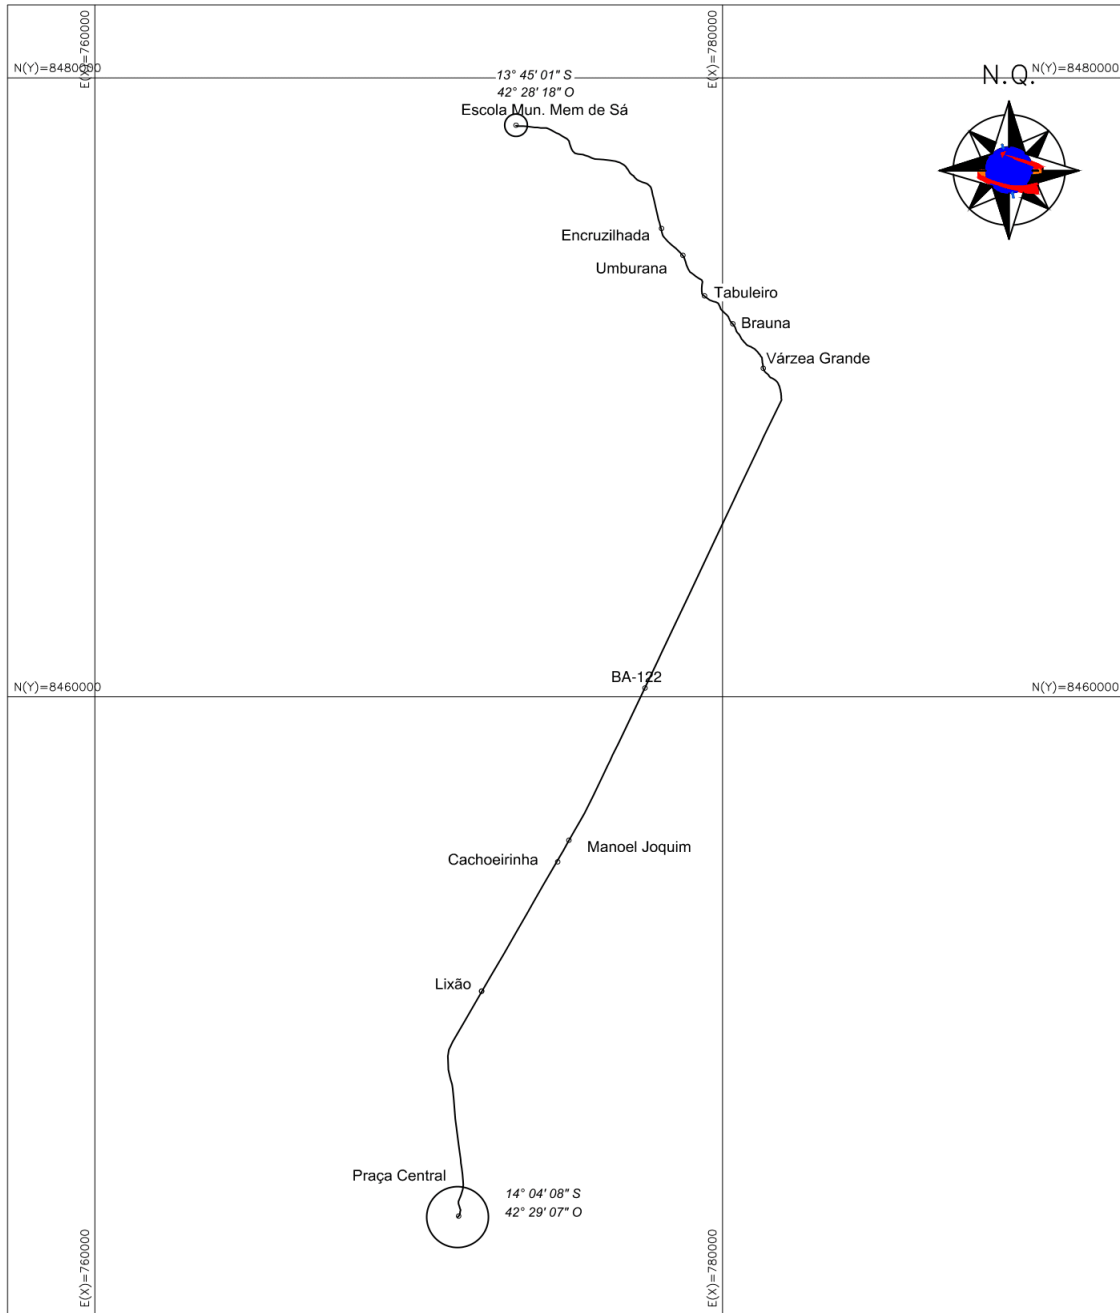 E(X)=760000
E(X)=780000
N(Y)=8480000
N(Y)=8480000
N.Q.
13° 45' 01" S
42° 28' 18" O
Escola Mun. Mem de Sá
Encruzilhada
Umburana
Tabuleiro
Brauna
Várzea Grande
BA-122
N(Y)=8460000
N(Y)=8460000
Manoel Joquim
Cachoeirinha
Lixão
Praça Central
14° 04' 08" S
42° 29' 07" O
E(X)=760000
E(X)=780000